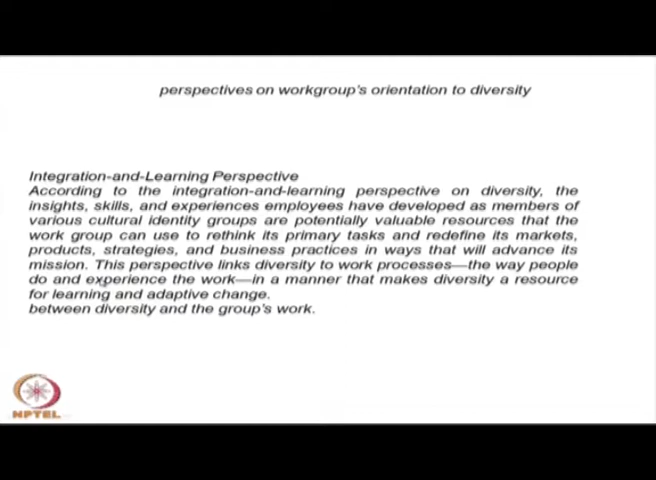 perspectives on workgroup's orientation to diversity
Integration-and-Learning Perspective
According to the integration-and-learning perspective on diversity, the
insights, skills, and experiences employees have developed as members of
various cultural identity groups are potentially valuable resources that the
work group can use to rethink its primary tasks and redefine its markets,
products, strategies, and business practices in ways that will advance its
mission. This perspective links diversity to work processes—the way people
do and experience the work—in a manner that makes diversity a resource
for learning and adaptive change.
between diversity and the group's work.
NPTEL